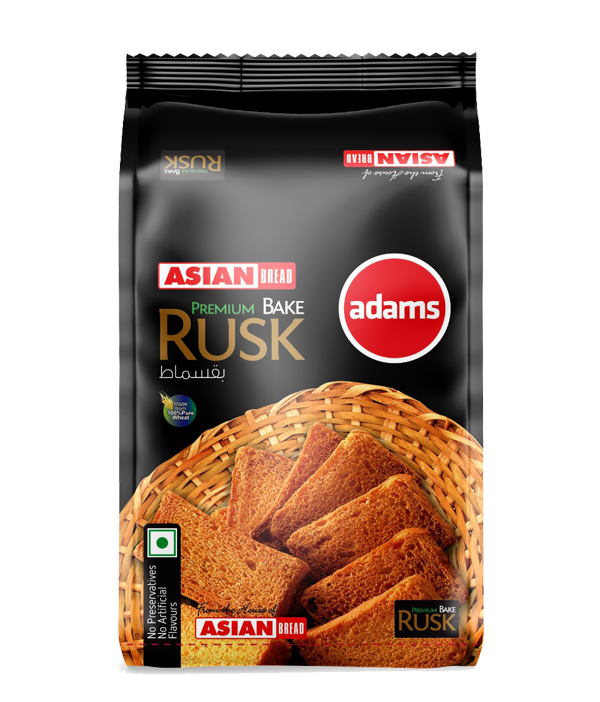 RUSK
PREMIUM BAKE
ASIAN BREAD
From the House of
ASIAN BREAD
PREMIUM BAKE
RUSK
بقسماط
adams
Made
from
100%Pure
Wheat
No Preservatives
No Artificial
Flavours
From the House of
ASIAN BREAD
PREMIUM BAKE
RUSK